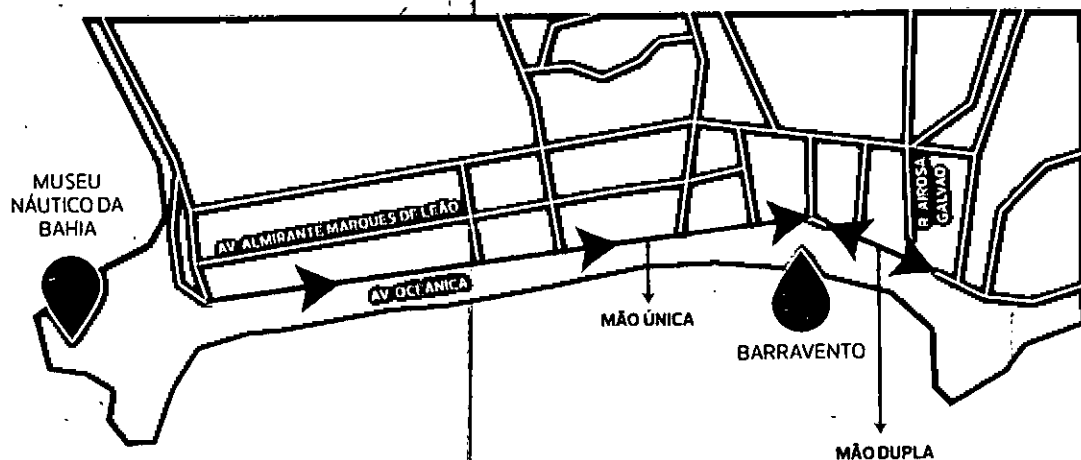 MUSEU
NÁUTICO DA
BAHIA
AV. ALMIRANTE MARQUES DE LEÃO
AV. OCEÂNICA
MÃO ÚNICA
BARRAVENTO
R. AIROSA
GALVÃO
MÃO DUPLA